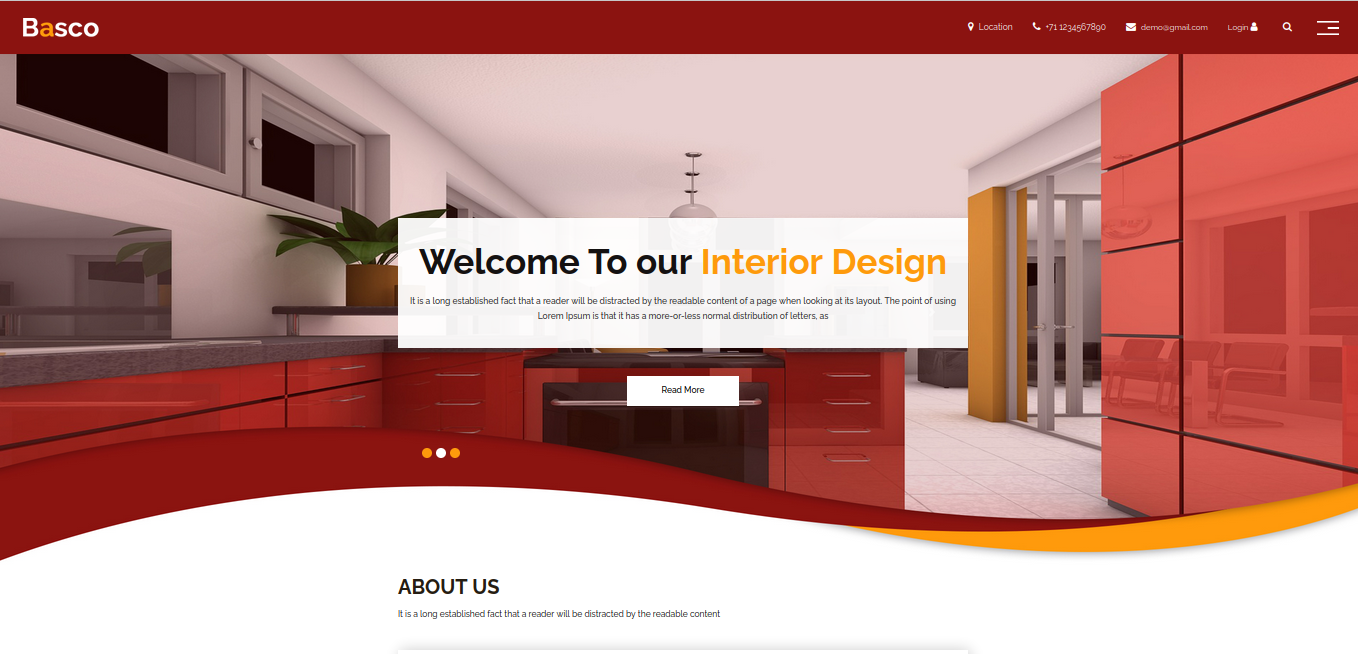 Basco
Location +71 1234567890 demo@gmail.com Login
Welcome To our Interior Design
It is a long established fact that a reader will be distracted by the readable content of a page when looking at its layout. The point of using
Lorem Ipsum is that it has a more-or-less normal distribution of letters, as
Read More
ABOUT US
It is a long established fact that a reader will be distracted by the readable content